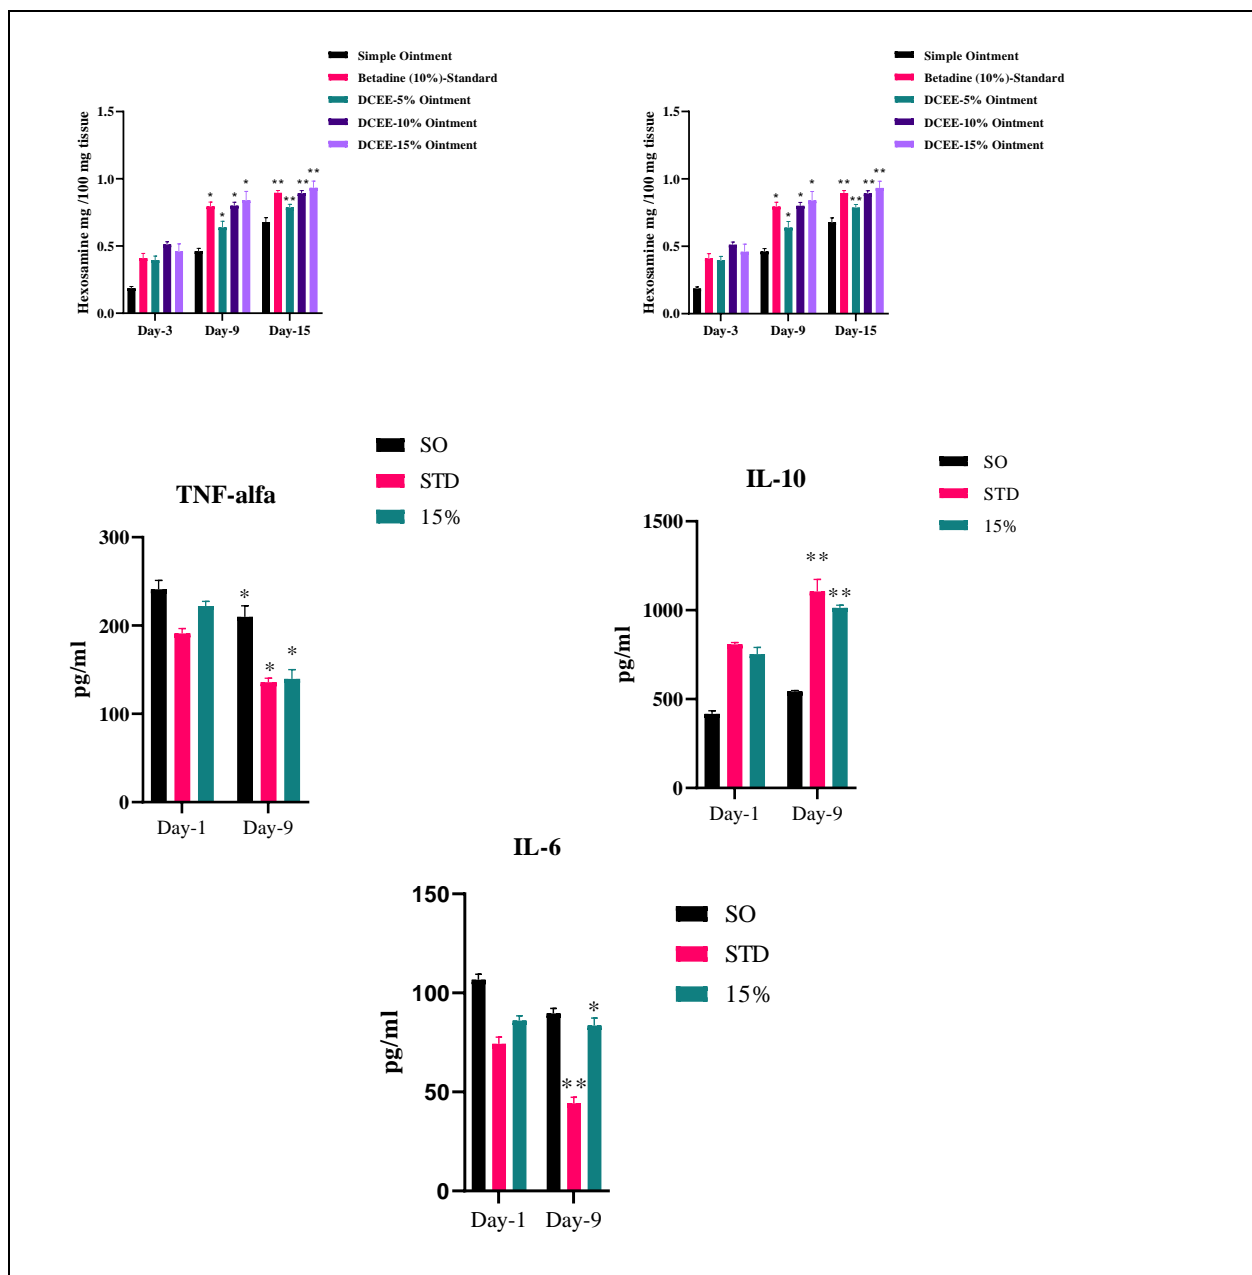 Simple Ointment
Betadine (10%)-Standard
DCEE-5% Ointment
DCEE-10% Ointment
DCEE-15% Ointment
Hexosamine mg /100 mg tissue
1.5
1.0
0.5
0.0
* * * *
** ** ** **
Day-3 Day-9 Day-15
Simple Ointment
Betadine (10%)-Standard
DCEE-5% Ointment
DCEE-10% Ointment
DCEE-15% Ointment
Hexosamine mg /100 mg tissue
1.5
1.0
0.5
0.0
* * * *
** ** ** **
Day-3 Day-9 Day-15
TNF-alfa
SO
STD
15%
pg/ml
300
200
100
0
* * *
Day-1 Day-9
IL-10
SO
STD
15%
pg/ml
1500
1000
500
0
** **
Day-1 Day-9
IL-6
SO
STD
15%
pg/ml
150
100
50
0
** *
Day-1 Day-9